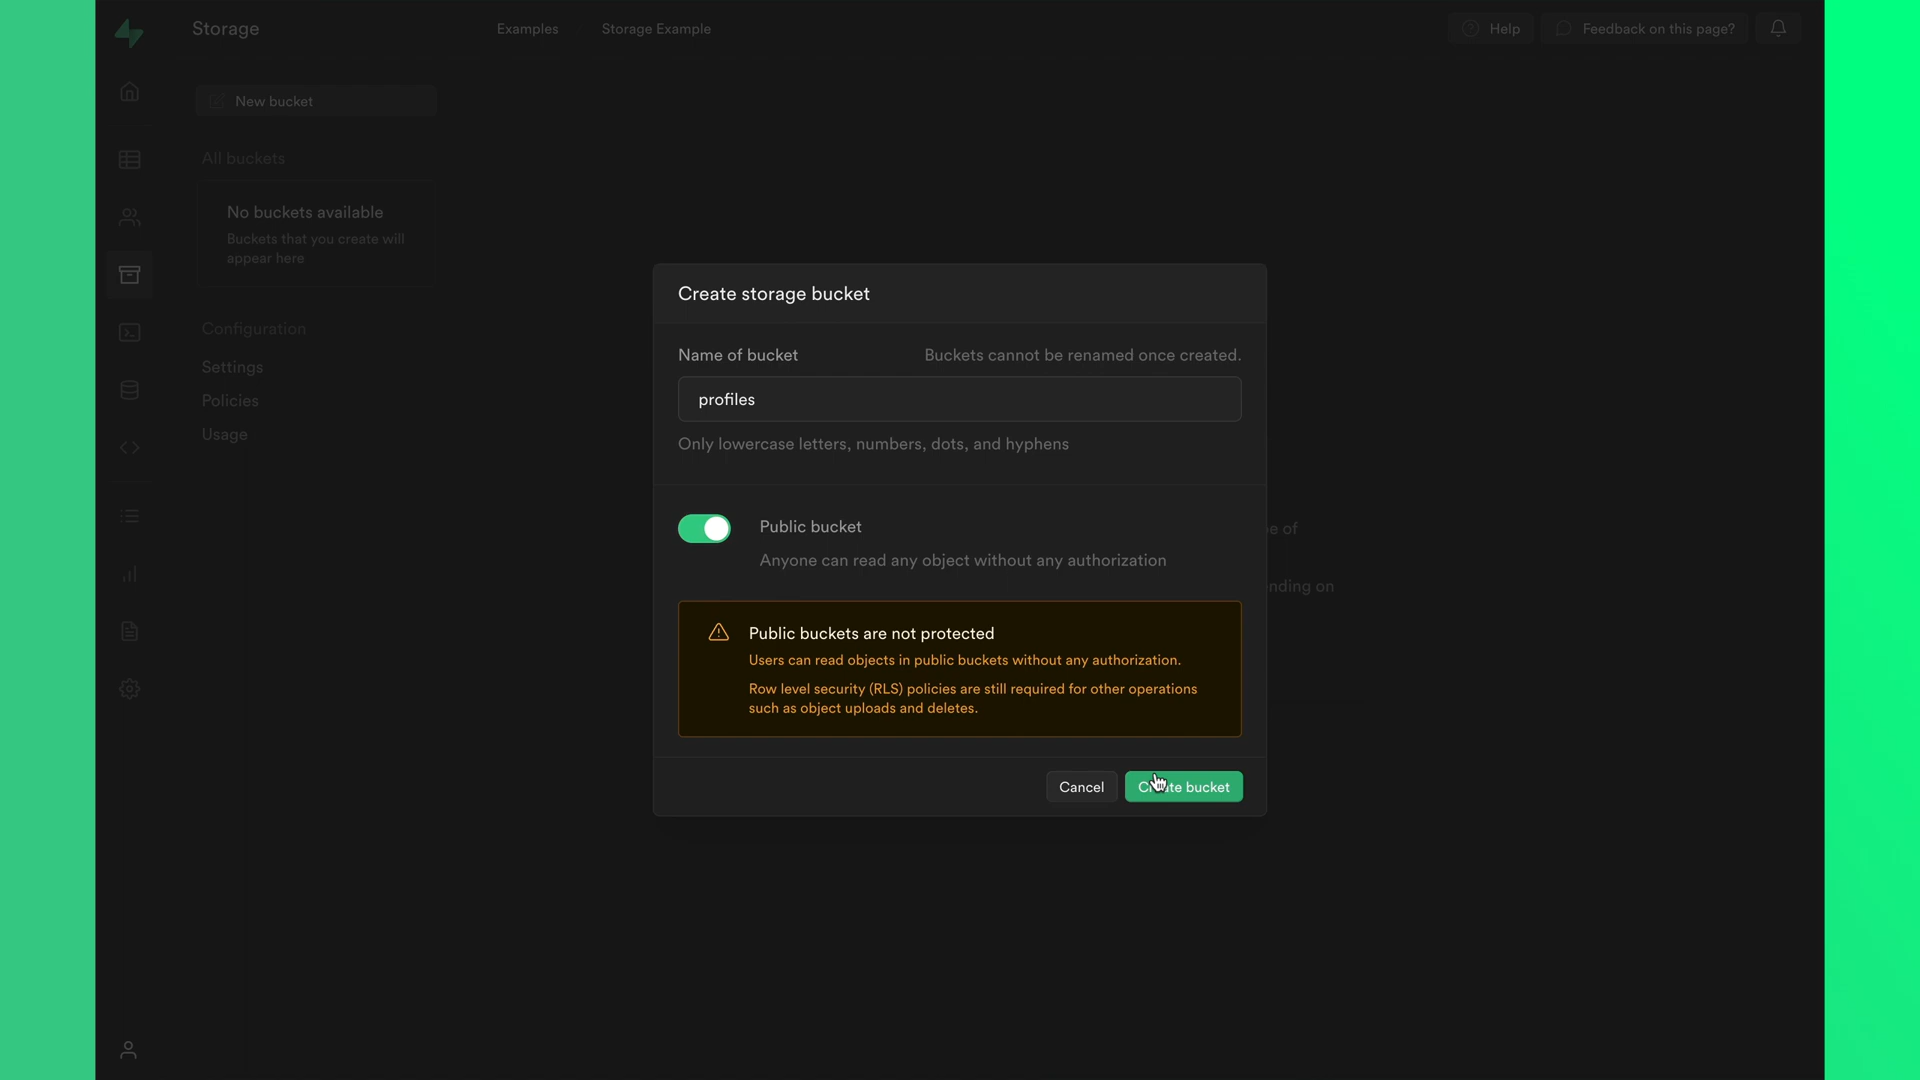 Storage
Examples
Storage Example
Help
Feedback on this page?
New bucket
All buckets
No buckets available
Buckets that you create will
appear here
Configuration
Settings
Policies
Usage
Create storage bucket
Name of bucket
Buckets cannot be renamed once created.
profiles
Only lowercase letters, numbers, dots, and hyphens
Public bucket
Anyone can read any object without any authorization
of
on
Public buckets are not protected
Users can read objects in public buckets without any authorization.
Row level security (RLS) policies are still required for other operations
such as object uploads and deletes.
Cancel
Create bucket